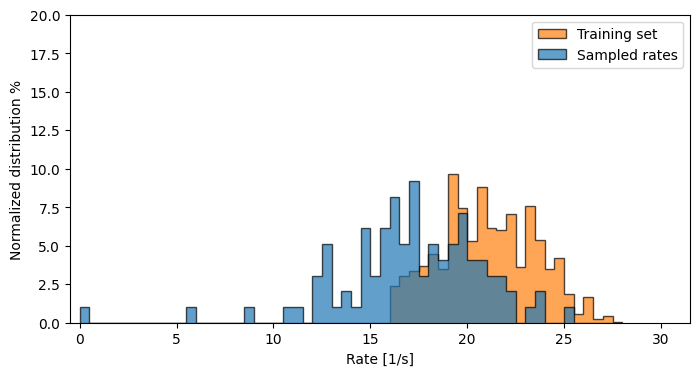 20.0
17.5
15.0
12.5
10.0
7.5
5.0
2.5
0.0
Normalized distribution %
Training set
Sampled rates
0 5 10 15 20 25 30
Rate [1/s]